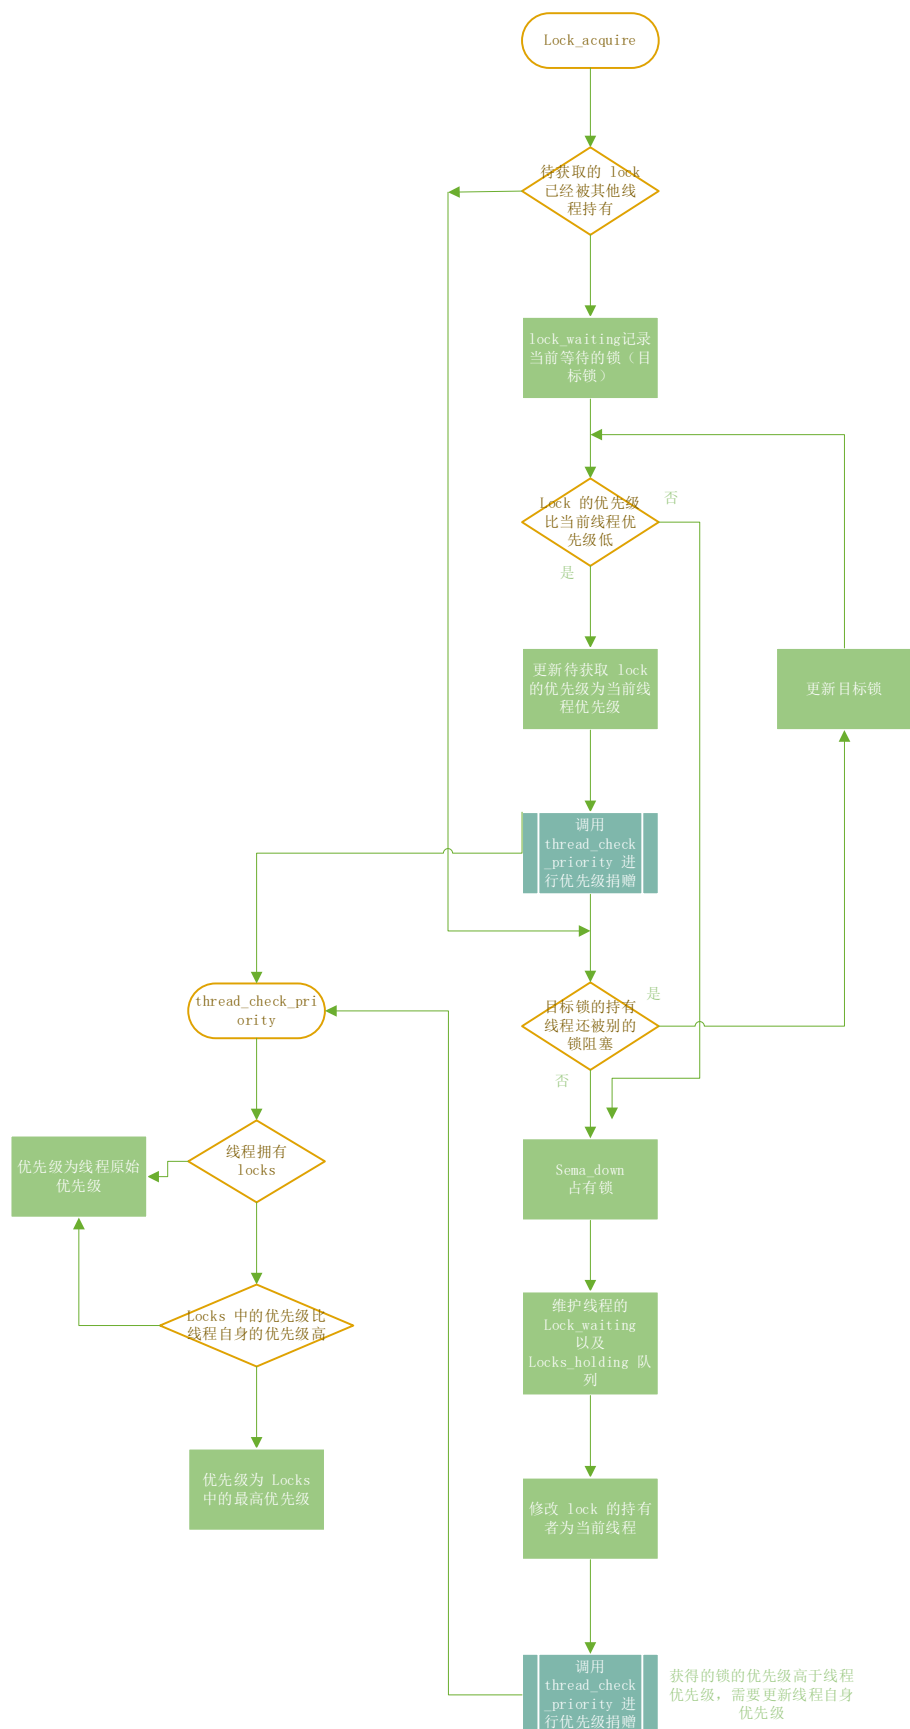 Lock_acquire
待获取的 lock
已经被其他线
程持有
lock_waiting记录
当前等待的锁（目
标锁）
Lock 的优先级
比当前线程优
先级低
否
是
更新待获取 lock
的优先级为当前线
程优先级
更新目标锁
调用
thread_check
_priority 进
行优先级捐赠
thread_check_pri
ority
目标锁的持有
线程还被别的
锁阻塞
是
否
线程拥有
locks
优先级为线程原始
优先级
Sema_down
占有锁
Locks 中的优先级比
线程自身的优先级高
维护线程的
Lock_waiting
以及
Locks_holding 队
列
优先级为 Locks
中的最高优先级
修改 lock 的持有
者为当前线程
调用
thread_check
_priority 进
行优先级捐赠
获得的锁的优先级高于线程
优先级，需要更新线程自身
优先级